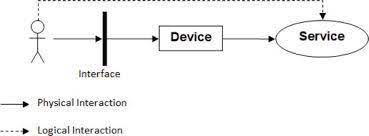 Device
Service
Interface
Physical Interaction
Logical Interaction